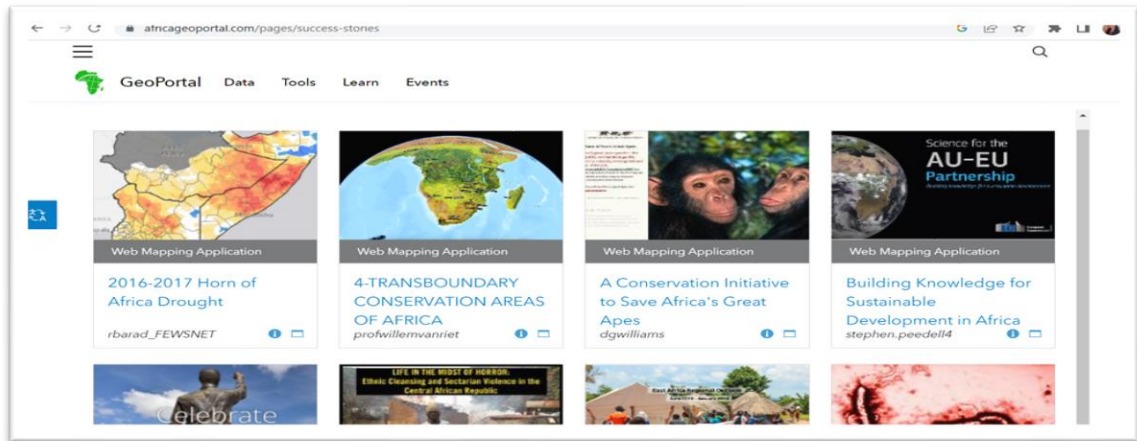 africageoportal.com/pages/success-stories
GeoPortal Data Tools Learn Events
Science for the
AU-EU
Partnership
Web Mapping Application
Web Mapping Application
Web Mapping Application
Web Mapping Application
2016-2017 Horn of
Africa Drought
rbarad_FEWSNET
4-TRANSBOUNDARY
CONSERVATION AREAS
OF AFRICA
profwillemvanriet
A Conservation Initiative
to Save Africa's Great
Apes
dgwilliams
Building Knowledge for
Sustainable
Development in Africa
stephen.peedell4
Celebrate
LIFE IN THE MIDST OF HORROR:
Ethnic Cleansing and Sectarian Violence in the
Central African Republic
East Africa Regional